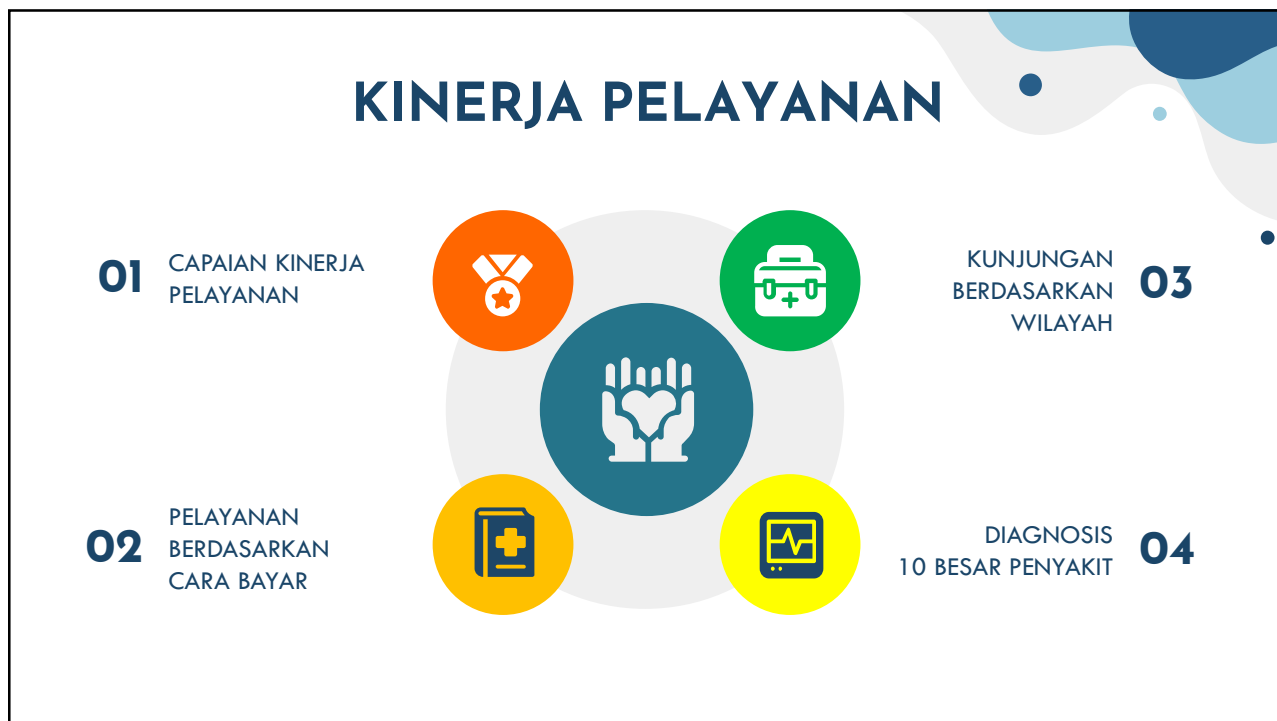 KINERJA PELAYANAN
01
CAPAIAN KINERJA
PELAYANAN
02
PELAYANAN
BERDASARKAN
CARA BAYAR
KUNJUNGAN
BERDASARKAN
WILAYAH
03
DIAGNOSIS
10 BESAR PENYAKIT
04